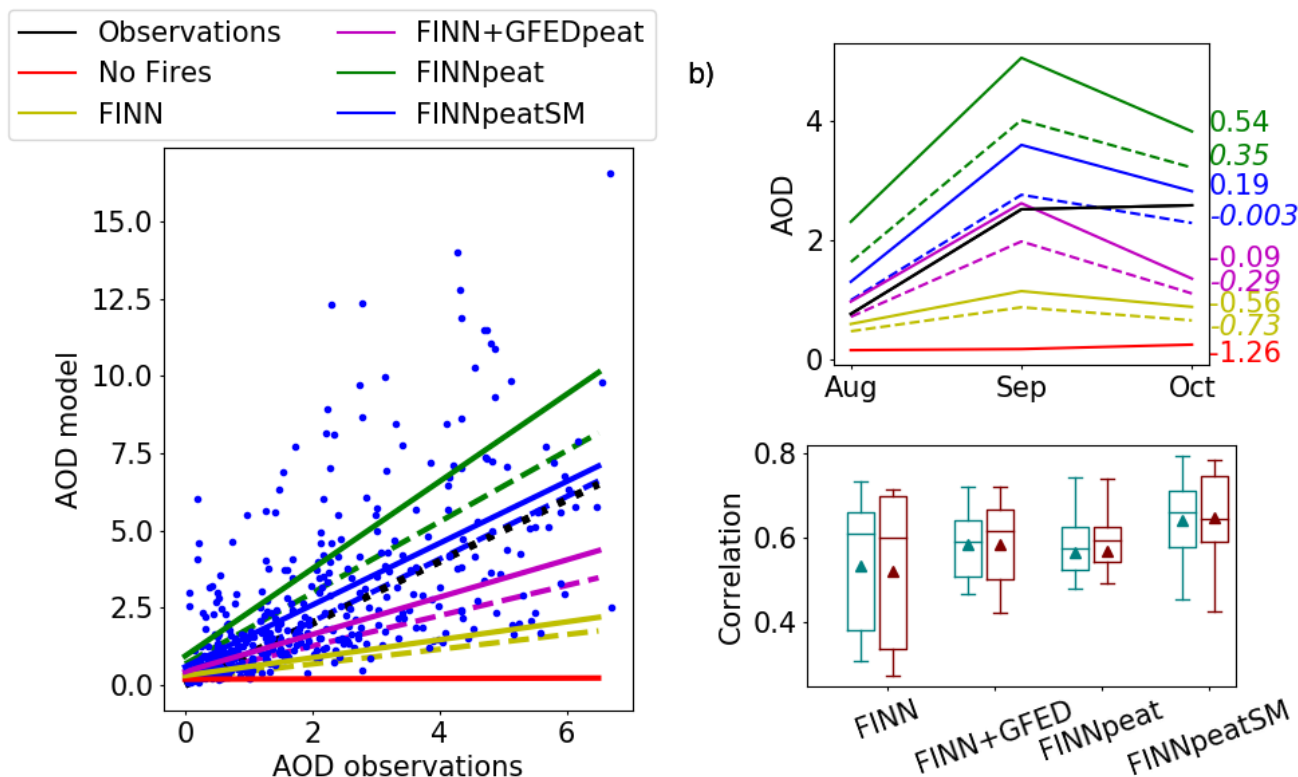 Observations
No Fires
FINN
FINN+GFEDpeat
FINNpeat
FINNpeatSM
15.0
12.5
10.0
7.5
5.0
2.5
0.0
AOD model
0 2 4 6
AOD observations
b)
4
2
0
AOD
Aug Sep Oct
0.54
0.35
0.19
-0.003
-0.09
-0.29
-0.56
-0.73
-1.26
0.8
0.6
0.4
Correlation
FINN
FINN+GFED
FINNpeat
FINNpeatSM